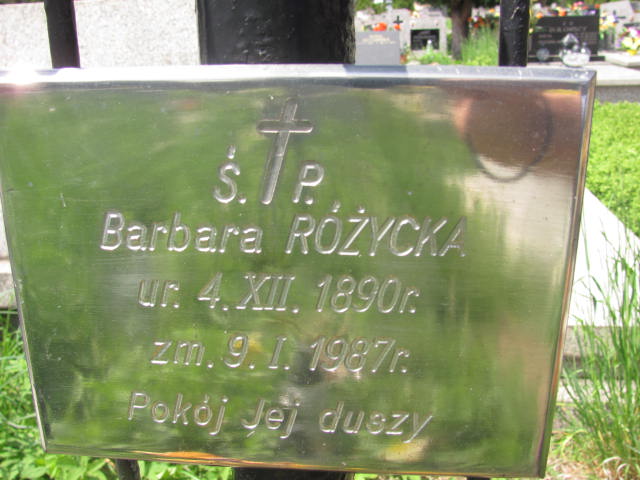 Ś. P.
Barbara RÓŻYCKA
ur. 4. XII. 1890r.
zm. 9. I. 1987r.
Pokój Jej duszy